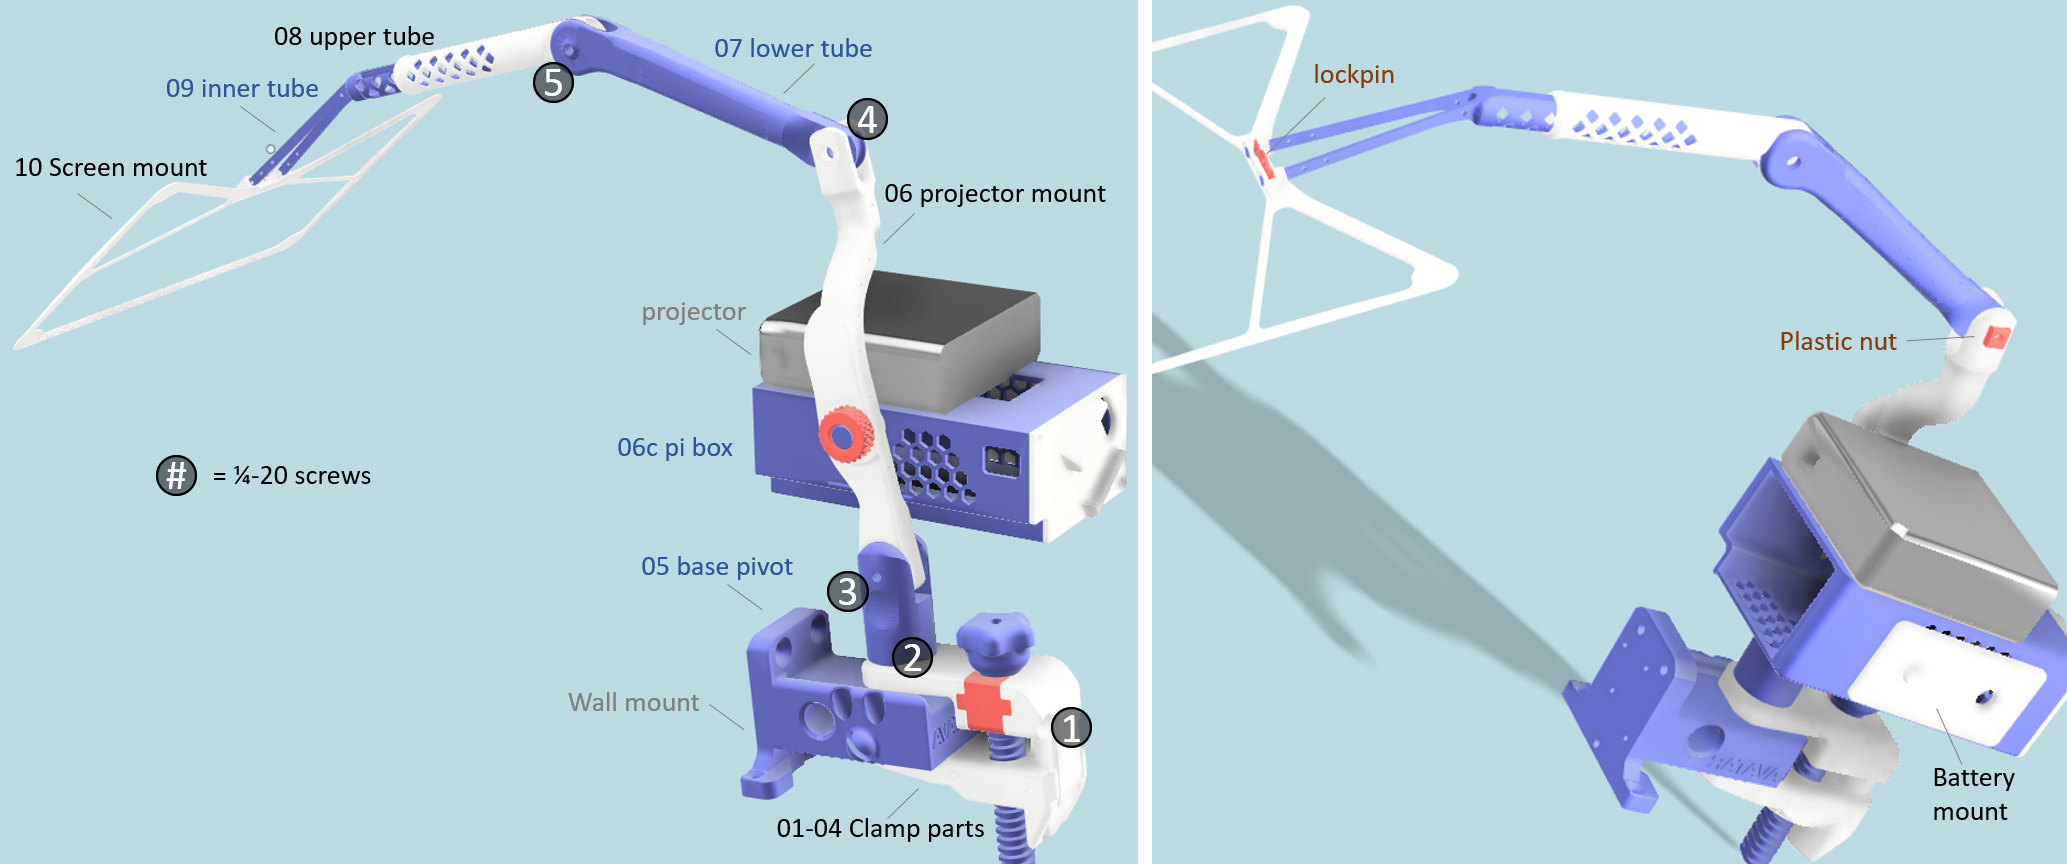 08 upper tube
07 lower tube
09 inner tube
5
4
10 Screen mount
06 projector mount
projector
06c pi box
# = ¼-20 screws
05 base pivot
3
2
Wall mount
1
01-04 Clamp parts
lockpin
Plastic nut
Battery
mount